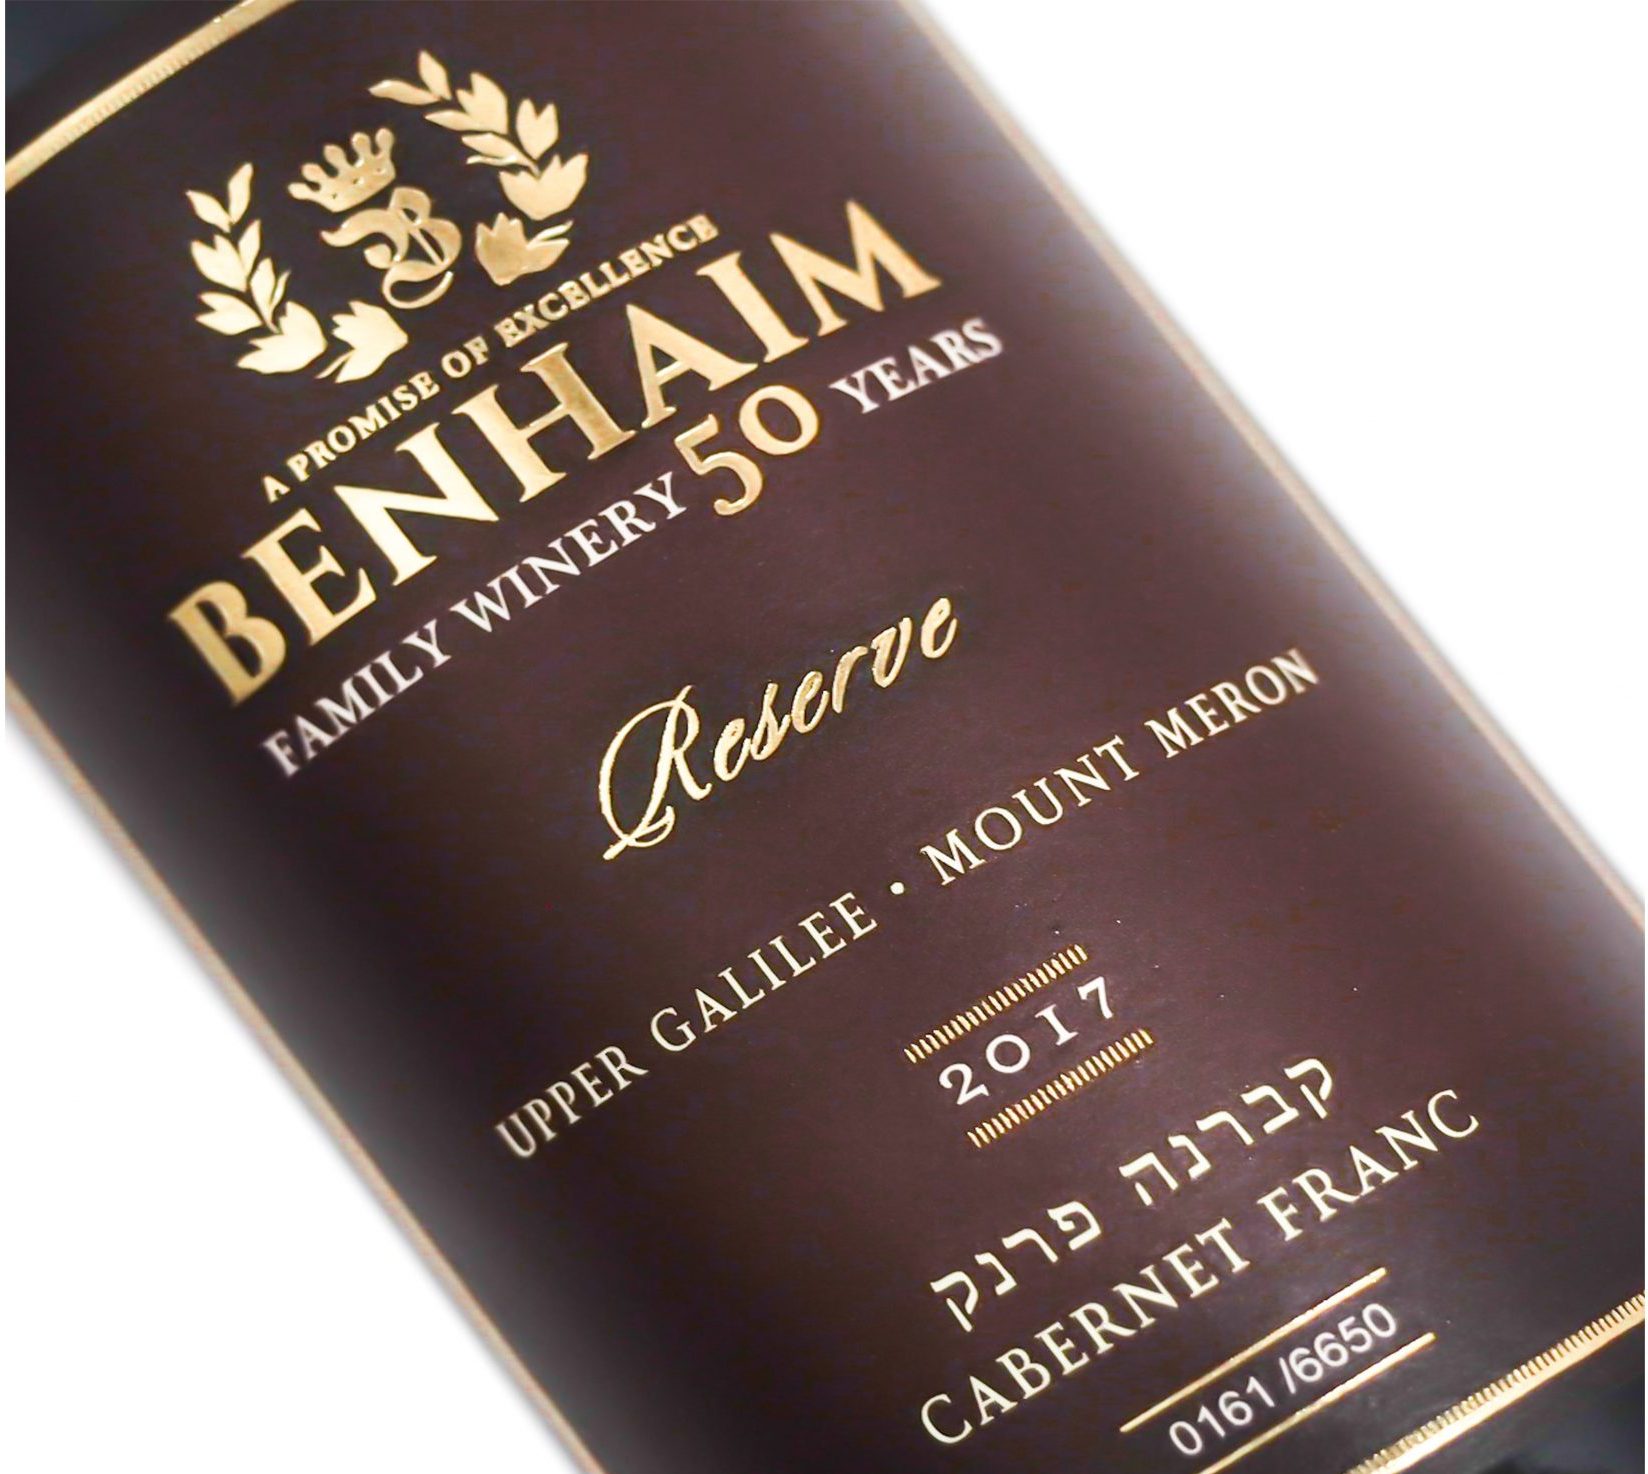 B
A PROMISE OF EXCELLENCE
BENHAIM
FAMILY WINERY 50 YEARS
Reserve
UPPER GALILEE • MOUNT MERON
2017
קברנה פרנק
CABERNET FRANC
0161 /6650